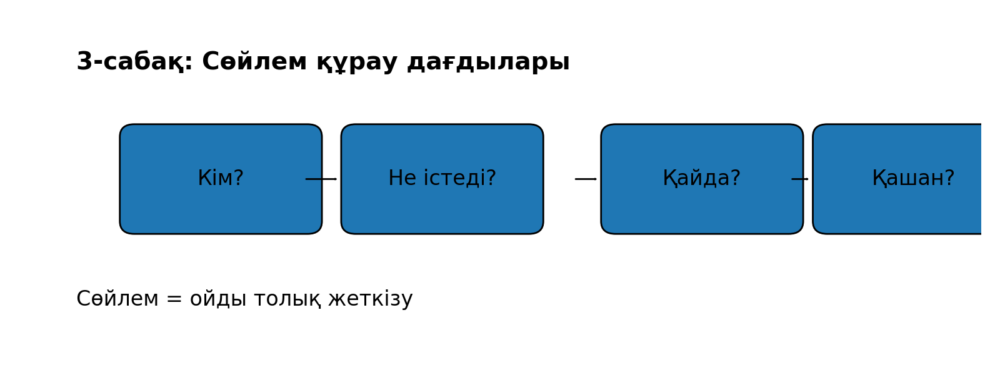 3-сабақ: Сөйлем құрау дағдылары
Кім? Не істеді? Қайда? Қашан?
Сөйлем = ойды толық жеткізу